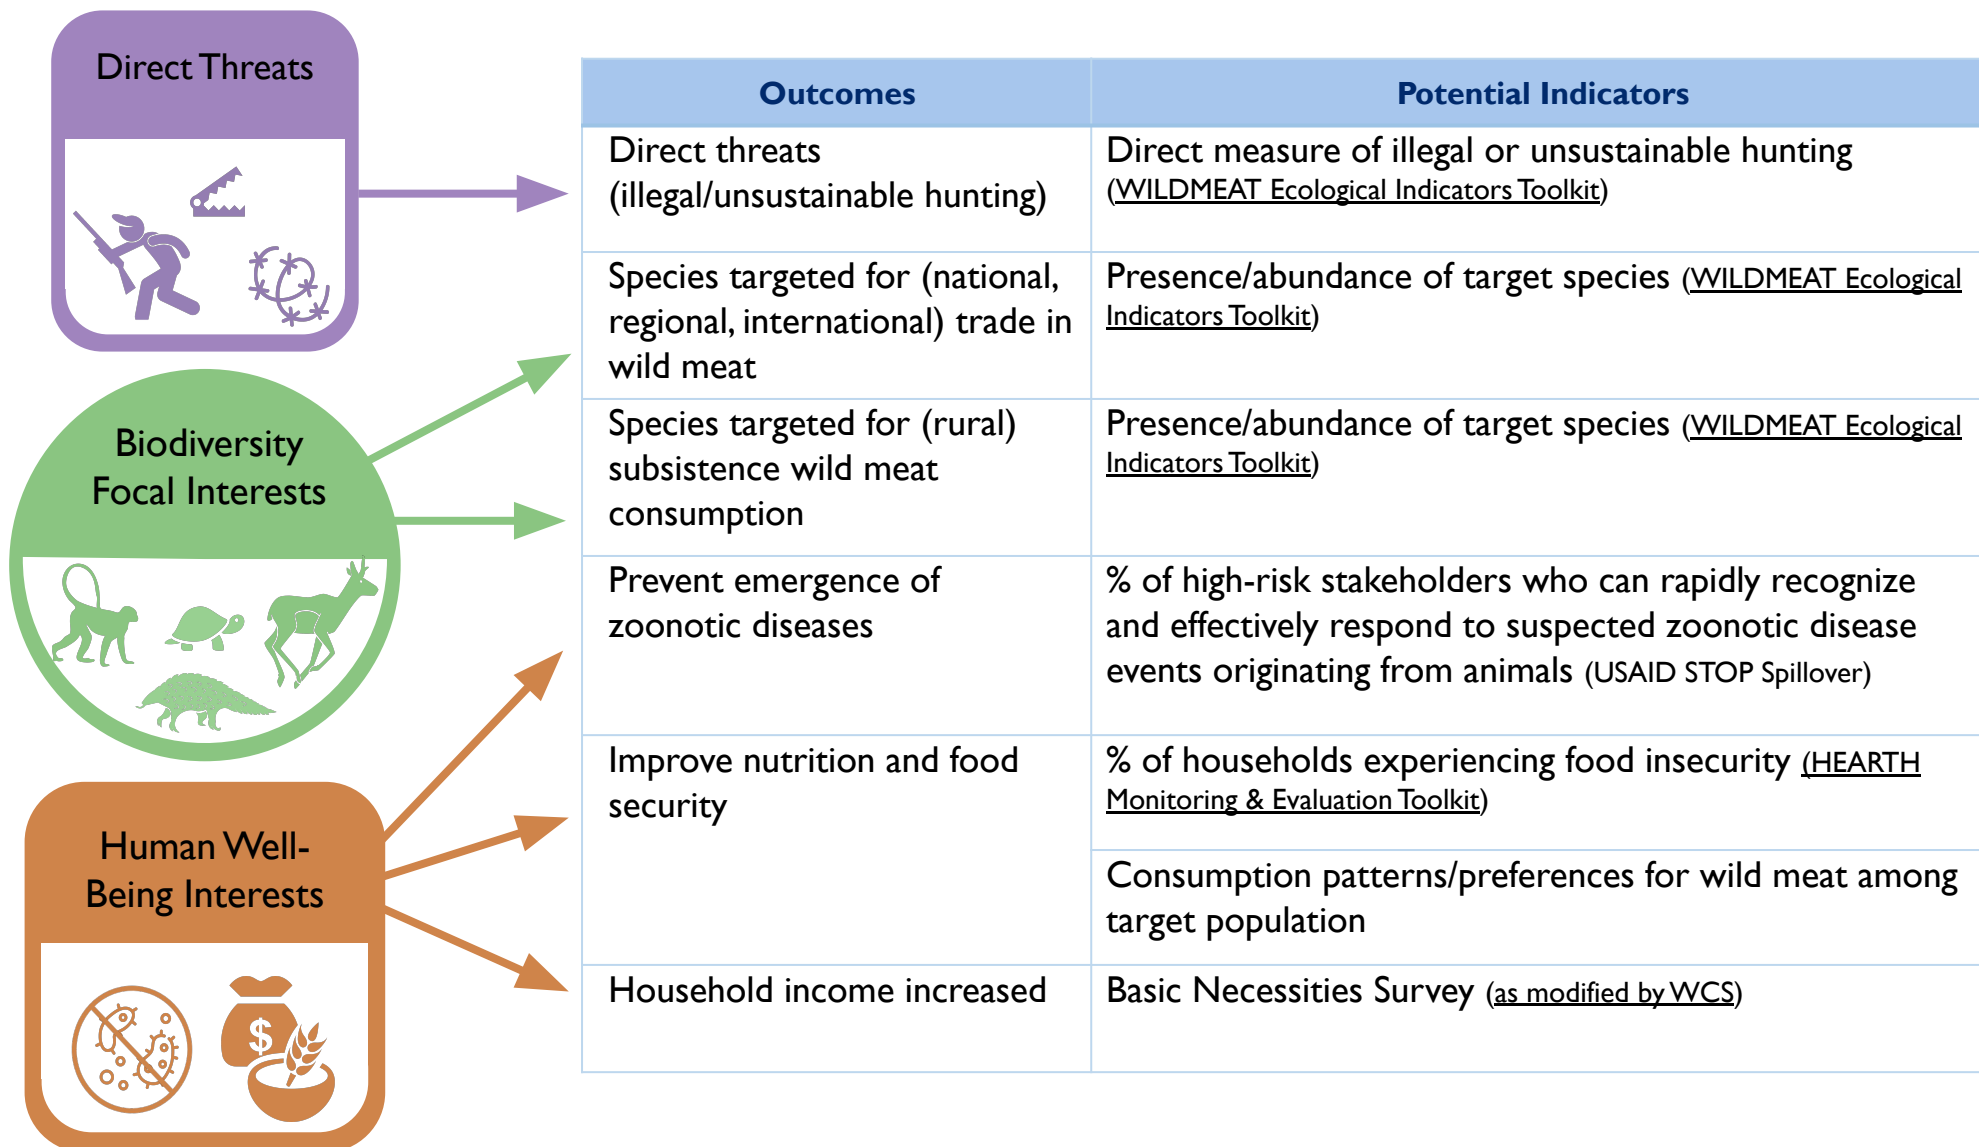 Direct Threats
Biodiversity
Focal Interests
Human Well-
Being Interests
$
Outcomes
Potential Indicators
Direct threats
(illegal/unsustainable hunting)
Direct measure of illegal or unsustainable hunting
(WILDMEAT Ecological Indicators Toolkit)
Species targeted for (national,
regional, international) trade in
wild meat
Presence/abundance of target species (WILDMEAT Ecological
Indicators Toolkit)
Species targeted for (rural)
subsistence wild meat
consumption
Presence/abundance of target species (WILDMEAT Ecological
Indicators Toolkit)
Prevent emergence of
zoonotic diseases
% of high-risk stakeholders who can rapidly recognize
and effectively respond to suspected zoonotic disease
events originating from animals (USAID STOP Spillover)
Improve nutrition and food
security
% of households experiencing food insecurity (HEARTH
Monitoring & Evaluation Toolkit)
Consumption patterns/preferences for wild meat among
target population
Household income increased
Basic Necessities Survey (as modified by WCS)